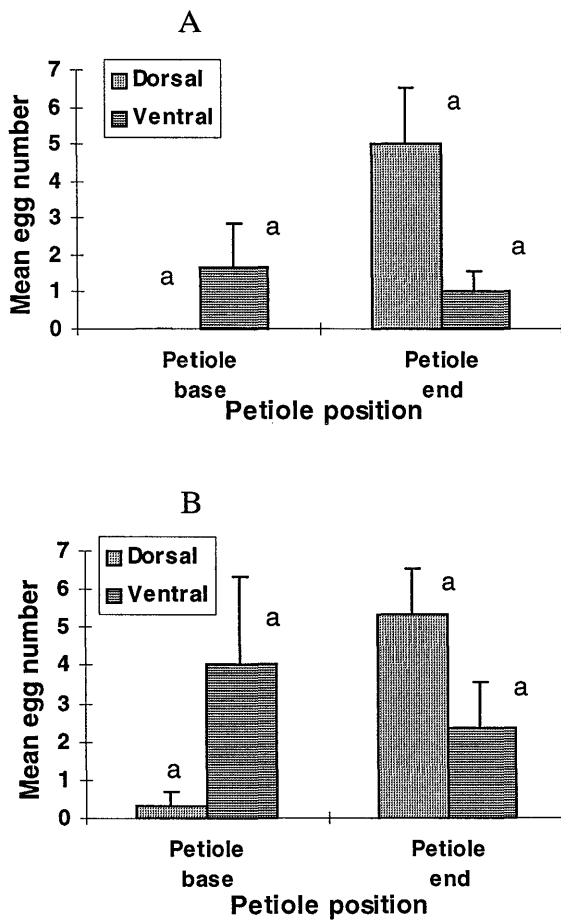 A
Dorsal
Ventral
Mean egg number
7
6
5
4
3
2
1
0
a
a
a
a
Petiole base
Petiole end
Petiole position
B
Dorsal
Ventral
Mean egg number
7
6
5
4
3
2
1
0
a
a
a
a
Petiole base
Petiole end
Petiole position